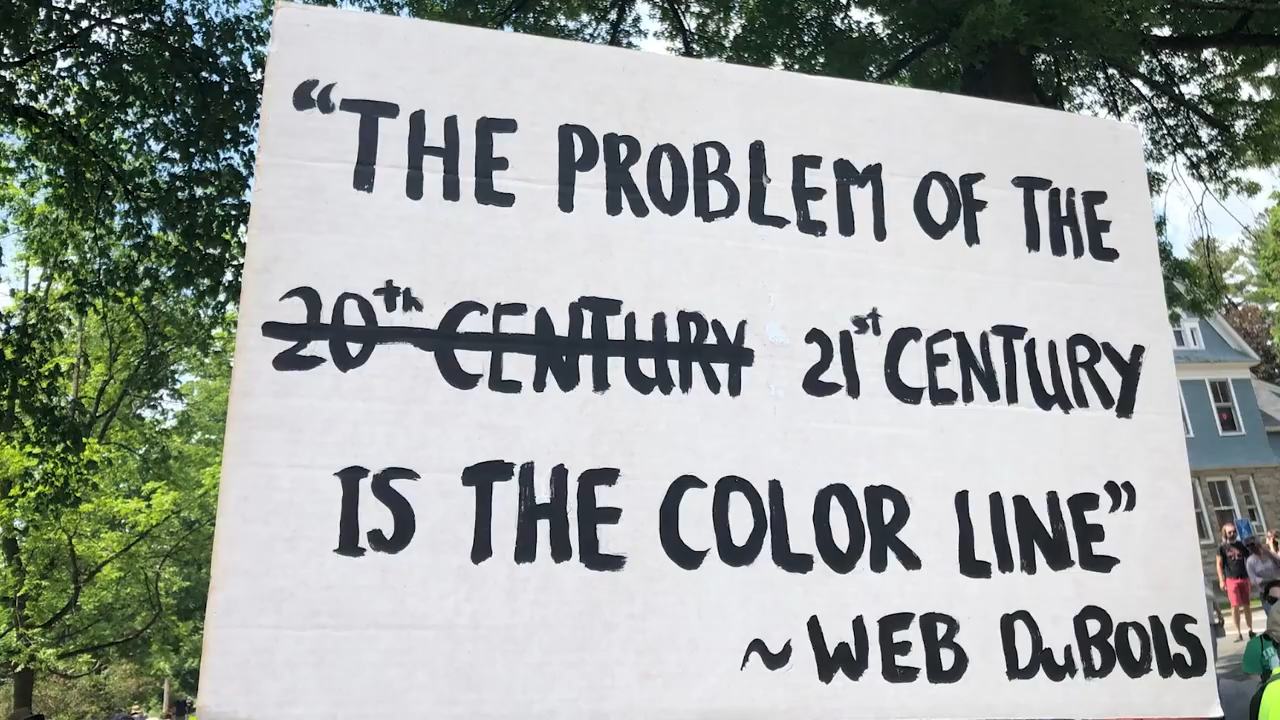 “THE PROBLEM OF THE
20th CENTURY 21st CENTURY
IS THE COLOR LINE”
~WEB DuBOIS